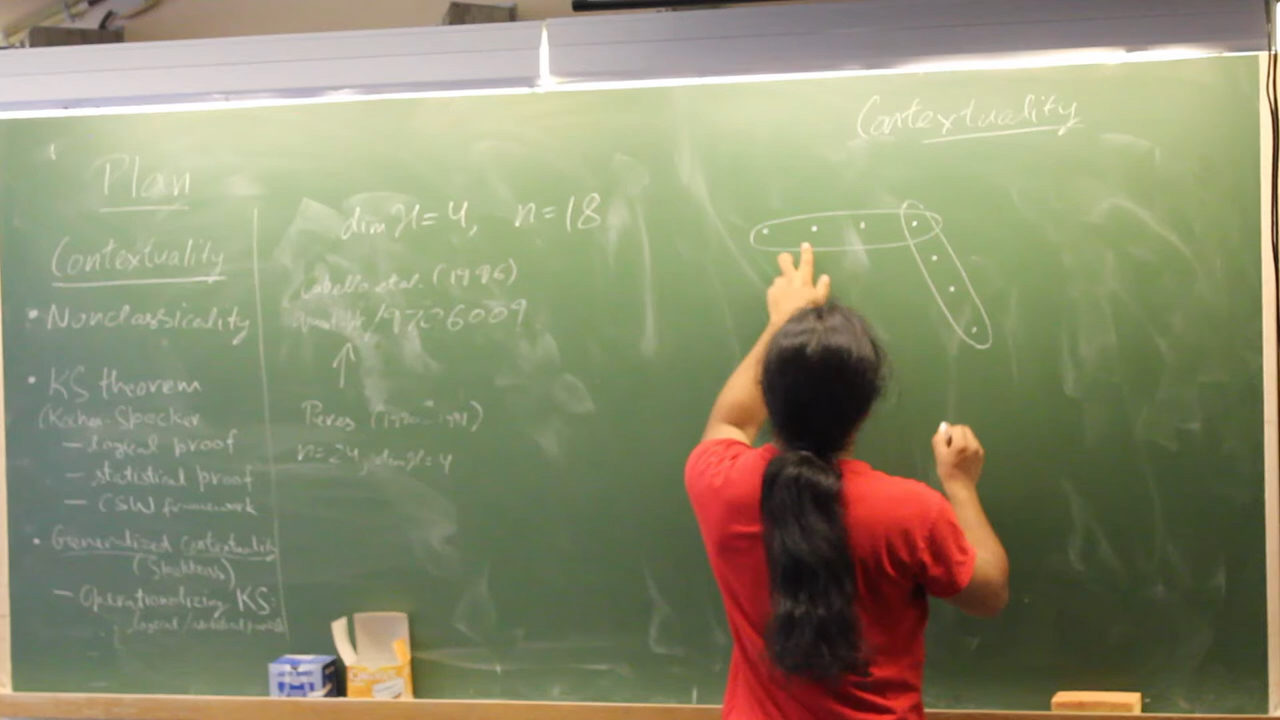 Plan
Contextuality
• Nonclassicality
• KS theorem
(Kochen-Specker
— logical proof
— statistical proof
— CSW framework
• Generalized contextuality
(Spekkens)
— Operationalizing KS:
logical/statistical proofs
dim ℋ=4, n=18
Cabello et al. (1996)
/9706009
↑
Peres
n=24, dim ℋ=4
Contextuality